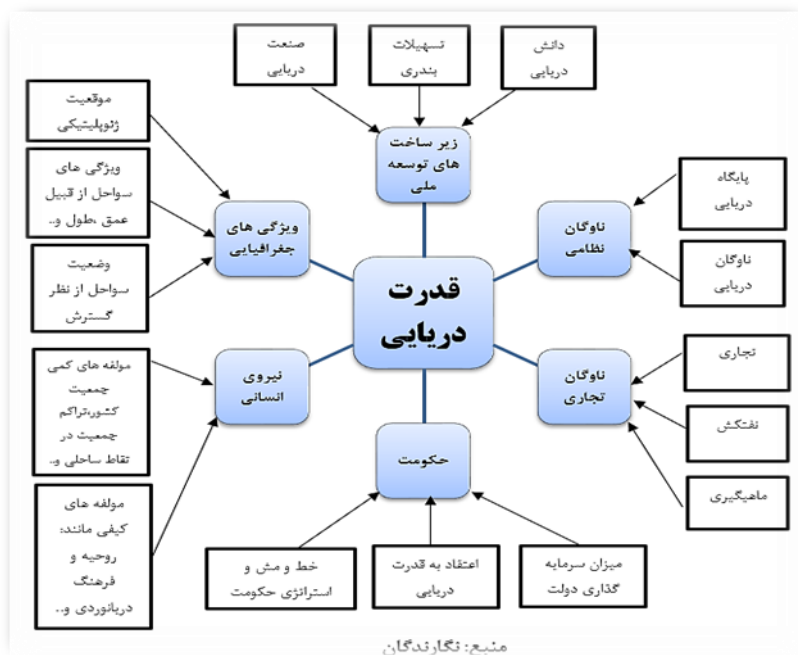 صنعت
دریایی
تسهیلات
بندری
دانش
دریایی
زیر ساخت
های توسعه
ملی
موقعیت
ژئوپلیتیکی
ویژگی های
سواحل از قبیل
عمق ،طول و..
وضعیت
سواحل از نظر
گسترش
ویژگی های
جغرافیایی
ناوگان
نظامی
پایگاه
دریایی
ناوگان
دریایی
قدرت
دریایی
نیروی
انسانی
مولفه های کمی
جمعیت
کشور،تراکم
جمعیت در
نقاط ساحلی و..
مولفه های
کیفی مانند:
روحیه و
فرهنگ
دریانوردی و..
ناوگان
تجاری
تجاری
نفتکش
ماهیگیری
حکومت
خط و مش و
استراتژی حکومت
اعتقاد به قدرت
دریایی
میزان سرمایه
گذاری دولت
منبع: نگارندگان